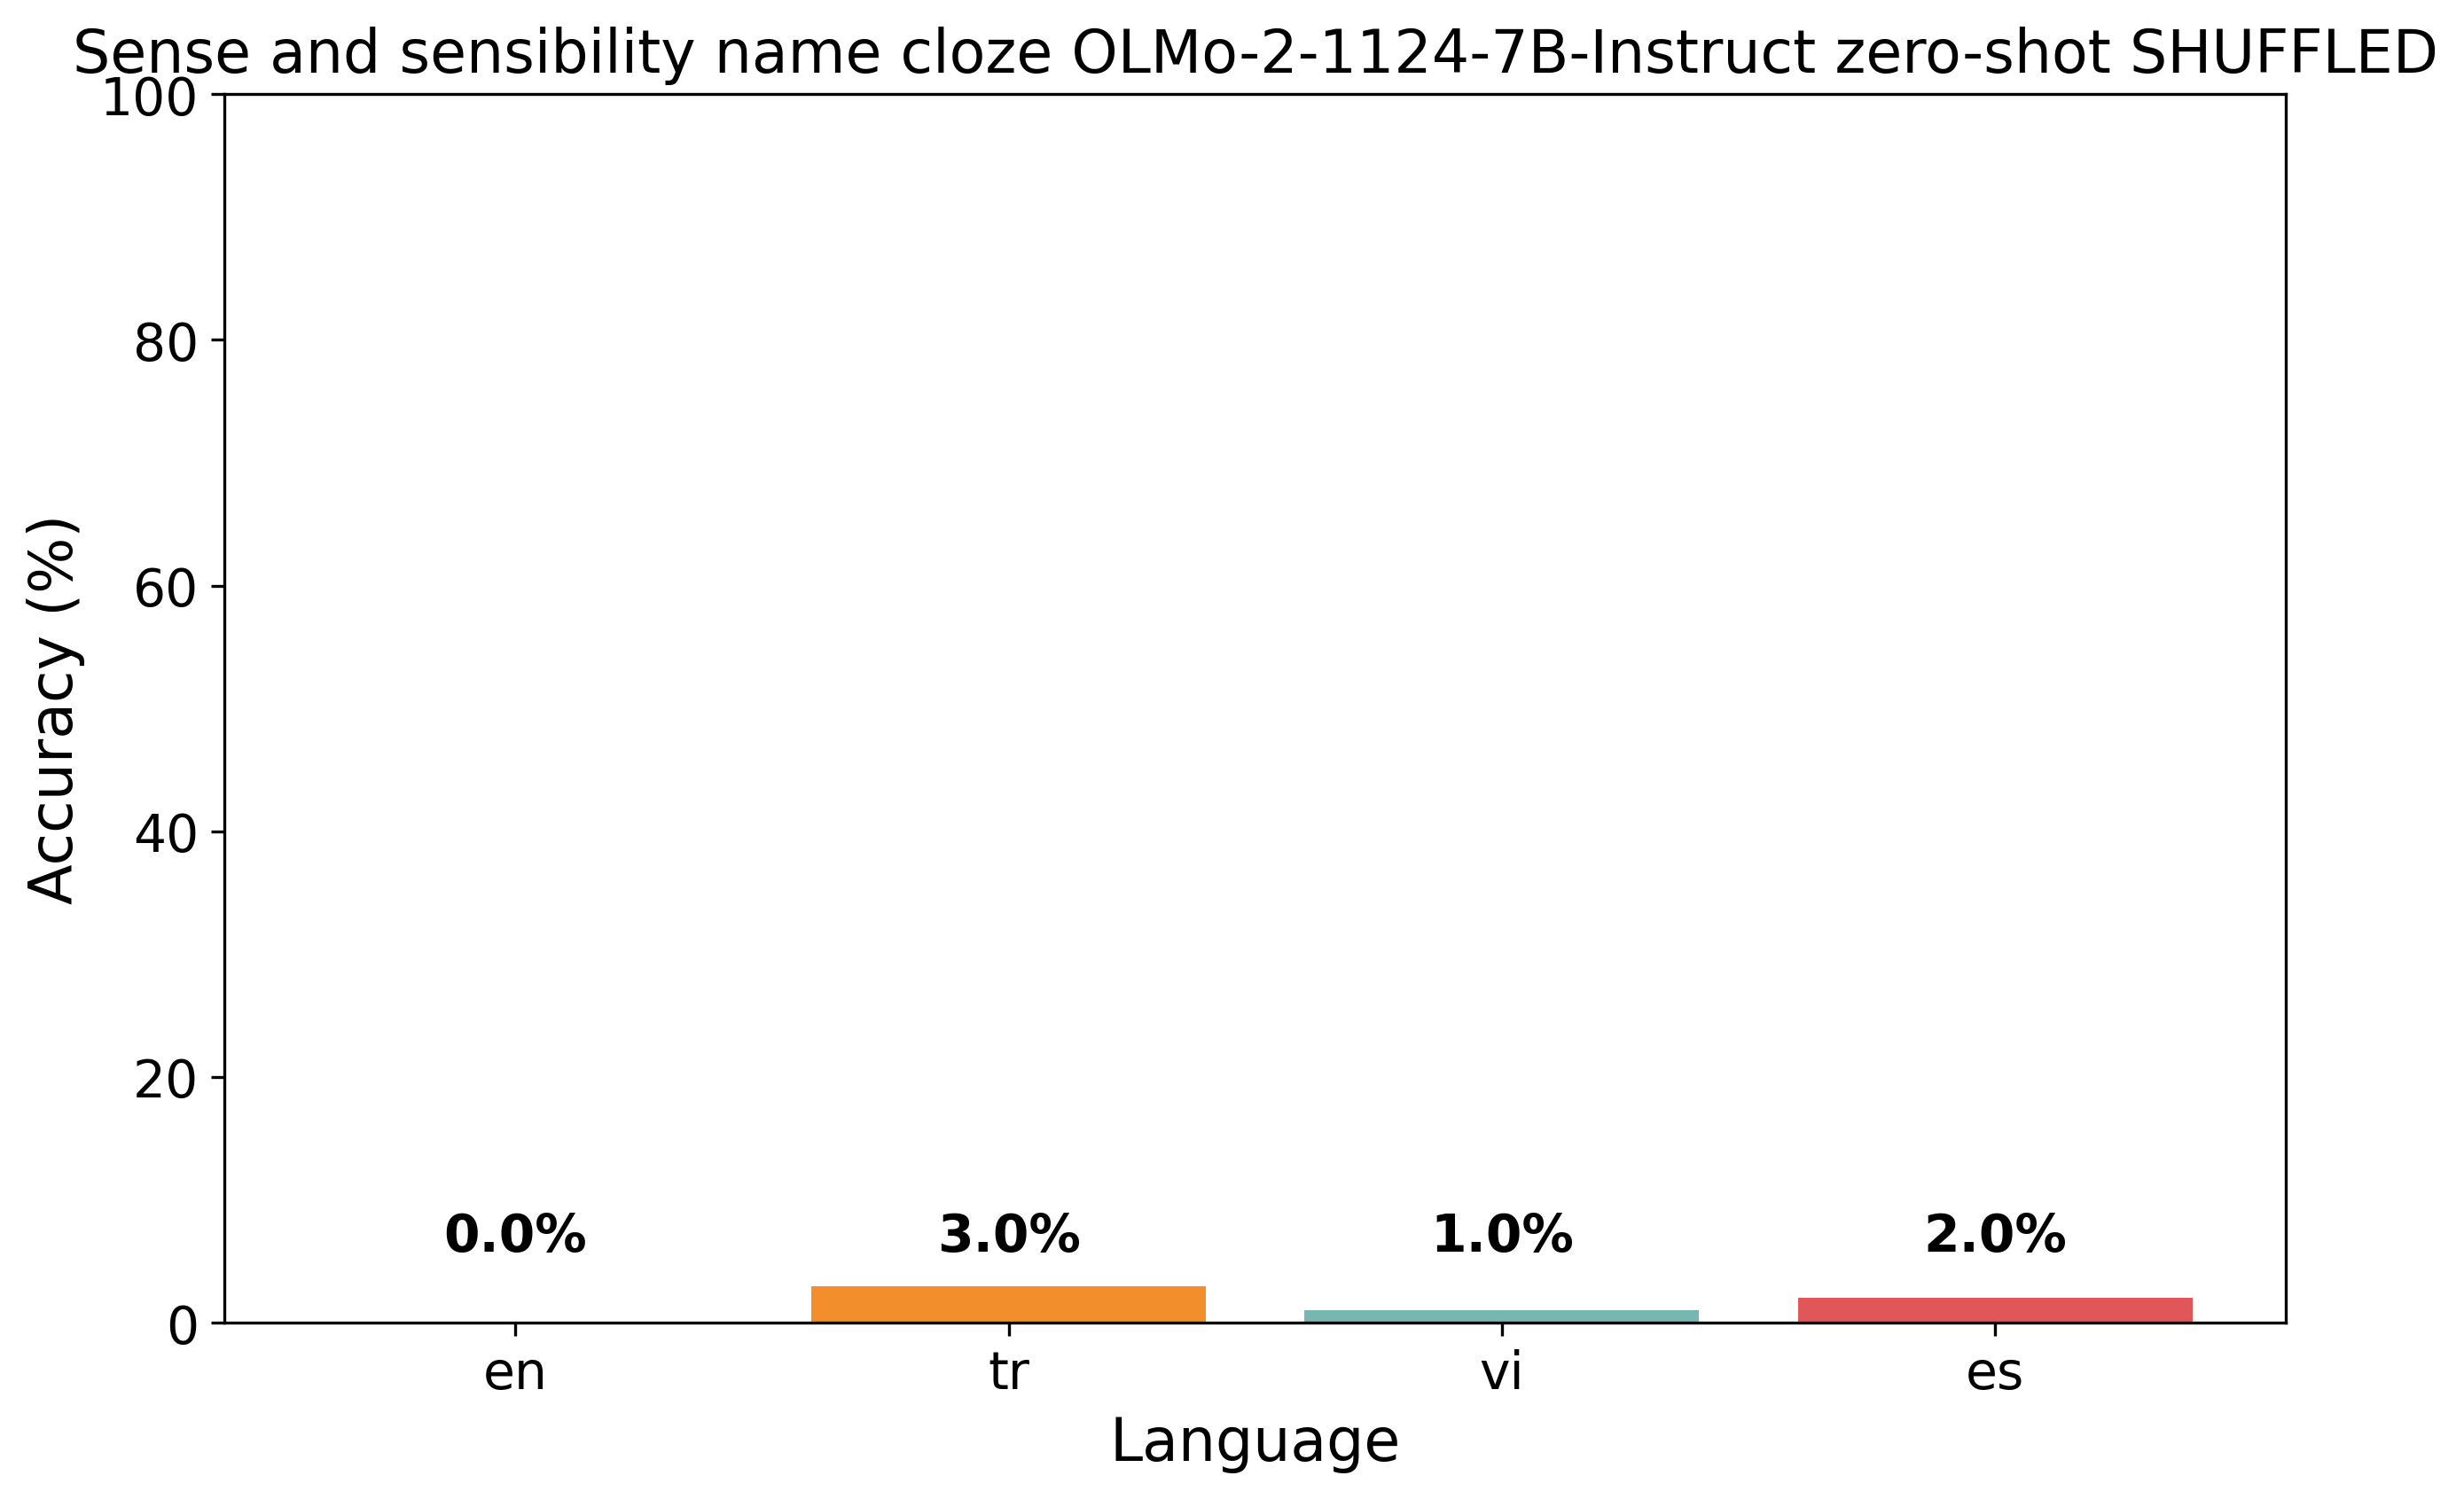 Sense and sensibility name cloze OLMo-2-1124-7B-Instruct zero-shot SHUFFLED
100
80
60
40
20
0
Accuracy (%)
0.0%
3.0%
1.0%
2.0%
en
tr
vi
es
Language